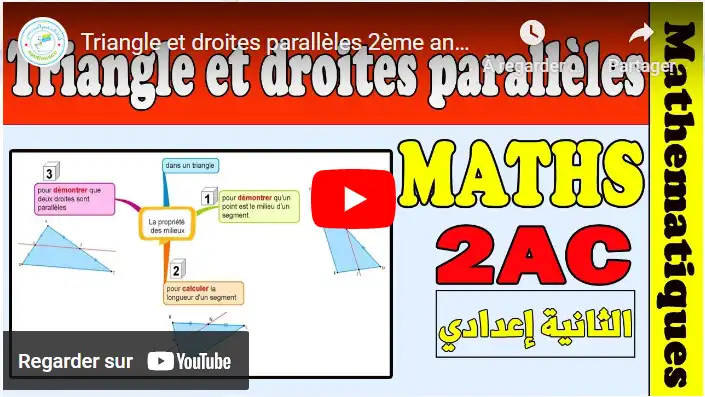 Triangle et droites parallèles 2ème an...
À regarder
Partager
Triangle et droites parallèles
Mathematiques
MATHS
2AC
الثانية إعدادي
dans un triangle
3
pour démontrer que
deux droites sont
parallèles
1
pour démontrer qu'un
point est le milieu d'un
segment
La propriété
des milieux
2
pour calculer la
longueur d'un segment
Regarder sur YouTube